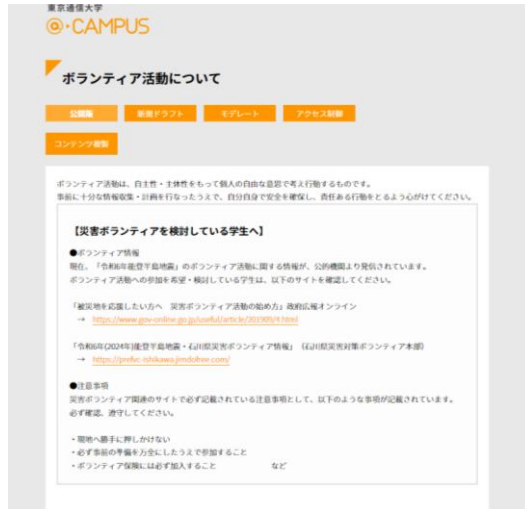 東京通信大学
@・CAMPUS
ボランティア活動について
公開版
新規ドラフト
モデレート
アクセス制御
コンテンツ複製
ボランティア活動は、自主性・主体性をもって個人の自由な意思で考え行動するものです。
事前に十分な情報収集・計画を行なったうえで、自分自身で安全を確保し、責任ある行動をとるよう心がけてください。
【災害ボランティアを検討している学生へ】
●ボランティア情報
現在、「令和6年能登半島地震」のボランティア活動に関する情報が、公的機関より発信されています。
ボランティア活動への参加を希望・検討している学生は、以下のサイトを確認してください。
「被災地を応援したい方へ 災害ボランティア活動の始め方」政府広報オンライン
→ https://www.gov-online.go.jp/useful/article/201909/4.html
「令和6年(2024年)能登半島地震・石川県災害ボランティア情報」（石川県災害対策ボランティア本部）
→ https://prefvc-ishikawa.jimdofree.com/
●注意事項
災害ボランティア関連のサイトで必ず記載されている注意事項として、以下のような事項が記載されています。
必ず確認、遵守してください。
・現地へ勝手に押しかけない
・必ず事前の準備を万全にしたうえで参加すること
・ボランティア保険には必ず加入すること など